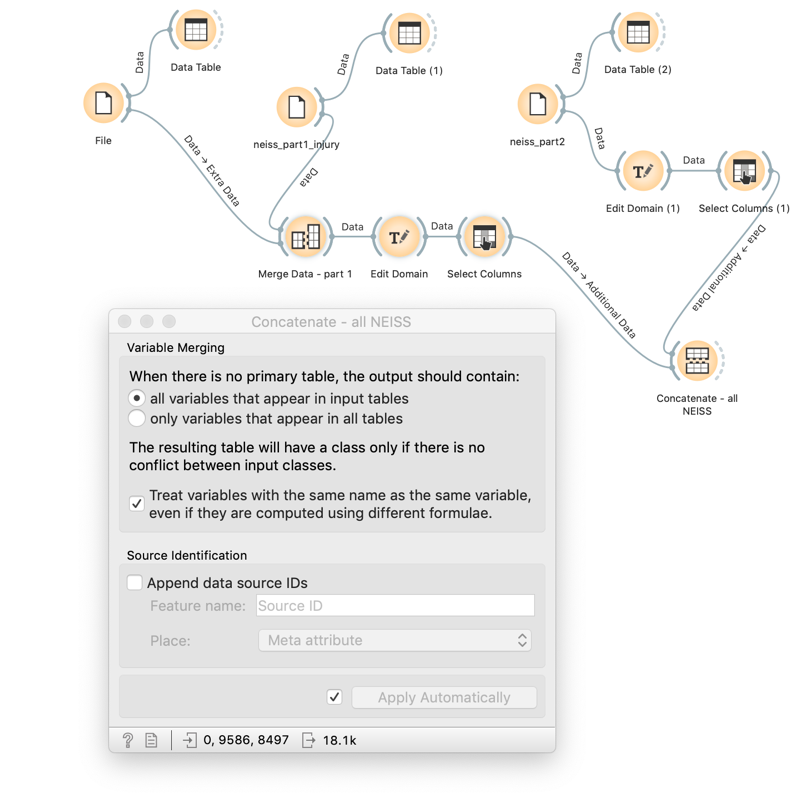 Data
Data Table
Data
Data Table (1)
Data
Data Table (2)
File
neiss_part1_injury
neiss_part2
Data → Extra Data
Data
Data
Data
Edit Domain (1)
Select Columns (1)
Data
Data
Merge Data - part 1
Edit Domain
Select Columns
Data → Additional Data
Data → Additional Data
Concatenate - all
NEISS
Concatenate - all NEISS
Variable Merging
When there is no primary table, the output should contain:
all variables that appear in input tables
only variables that appear in all tables
The resulting table will have a class only if there is no
conflict between input classes.
Treat variables with the same name as the same variable,
even if they are computed using different formulae.
Source Identification
Append data source IDs
Feature name: Source ID
Place: Meta attribute
Apply Automatically
? 0, 9586, 8497 18.1k